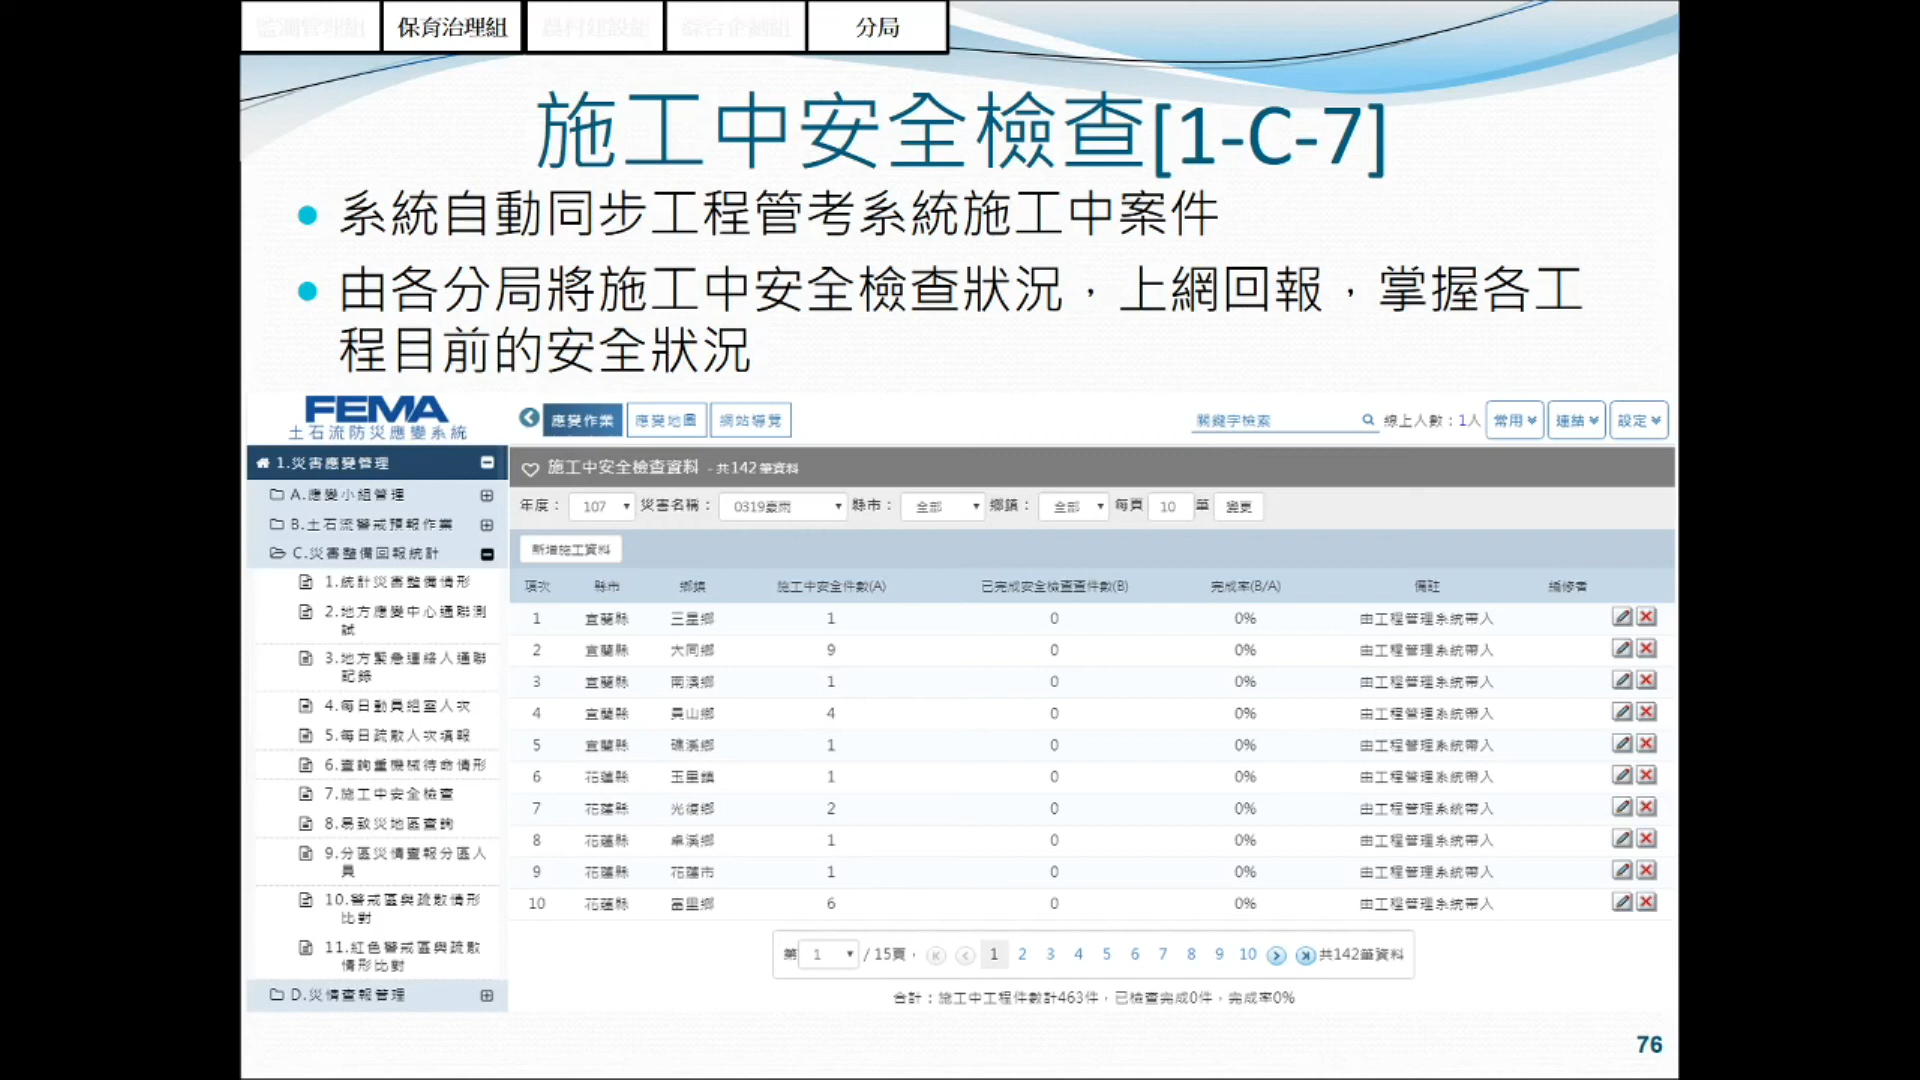 監測管理組 保育治理組 農村建設組 綜合企劃組 分局
施工中安全檢查[1-C-7]
系統自動同步工程管考系統施工中案件
由各分局將施工中安全檢查狀況，上網回報，掌握各工
程目前的安全狀況
FEMA
土石流防災應變系統
應變作業 應變地圖 網站導覽 關鍵字檢索 線上人數：1人 常用 連結 設定
1.災害應變管理
A.應變小組管理
B.土石流警戒預報作業
C.災害整備回報統計
1.統計災害整備情形
2.地方應變中心通聯測
試
3.地方緊急連絡人通聯
記錄
4.每日動員組室人次
5.每日疏散人次填報
6.查詢重機械待命情形
7.施工中安全檢查
8.易致災地區查詢
9.分區災情查報分區人
員
10.警戒區與疏散情形
比對
11.紅色警戒區與疏散
情形比對
D.災情查報管理
施工中安全檢查資料 - 共142筆資料
年度： 107 災害名稱： 0319豪雨 縣市： 全部 鄉鎮： 全部 每頁 10 筆 變更
新增施工資料
項次 縣市 鄉鎮 施工中安全件數(A) 已完成安全檢查查件數(B) 完成率(B/A) 備註 編修者
1 宜蘭縣 三星鄉 1 0 0% 由工程管理系統帶入
2 宜蘭縣 大同鄉 9 0 0% 由工程管理系統帶入
3 宜蘭縣 南澳鄉 1 0 0% 由工程管理系統帶入
4 宜蘭縣 員山鄉 4 0 0% 由工程管理系統帶入
5 宜蘭縣 礁溪鄉 1 0 0% 由工程管理系統帶入
6 花蓮縣 玉里鎮 1 0 0% 由工程管理系統帶入
7 花蓮縣 光復鄉 2 0 0% 由工程管理系統帶入
8 花蓮縣 卓溪鄉 1 0 0% 由工程管理系統帶入
9 花蓮縣 花蓮市 1 0 0% 由工程管理系統帶入
10 花蓮縣 富里鄉 6 0 0% 由工程管理系統帶入
第 1 / 15頁， 1 2 3 4 5 6 7 8 9 10 共142筆資料
合計：施工中工程件數計463件，已檢查完成0件，完成率0%
76